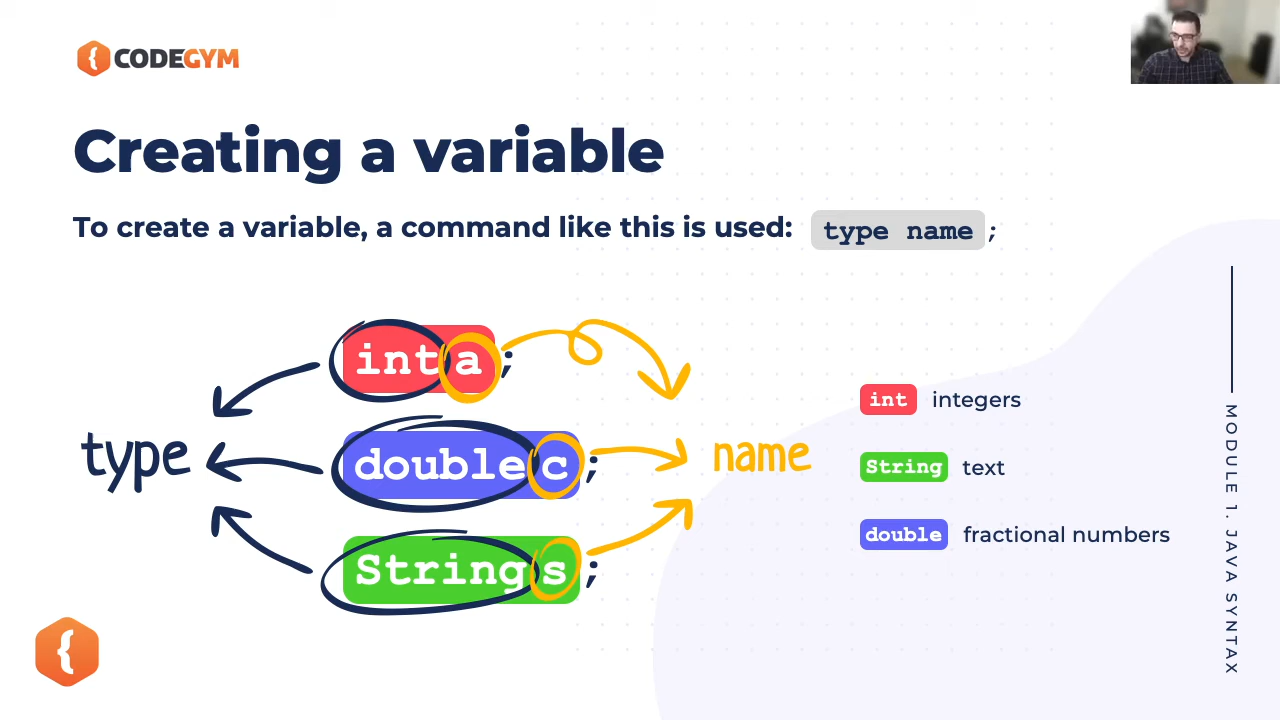 CODEGYM
Creating a variable
To create a variable, a command like this is used: type name ;
int a ;
double c ;
String s ;
type
name
int integers
String text
double fractional numbers
MODULE 1. JAVA SYNTAX